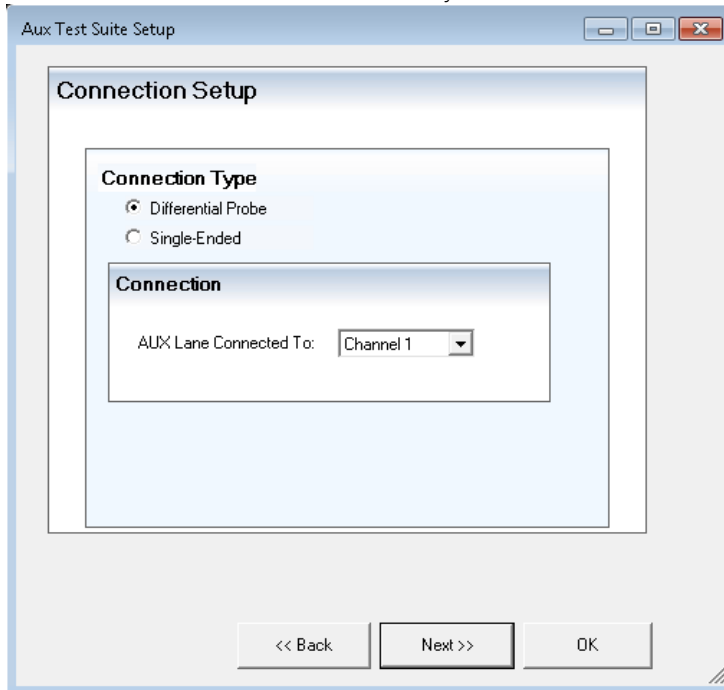 Aux Test Suite Setup
Connection Setup
Connection Type
Differential Probe
Single-Ended
Connection
AUX Lane Connected To: Channel 1
<< Back Next >> OK